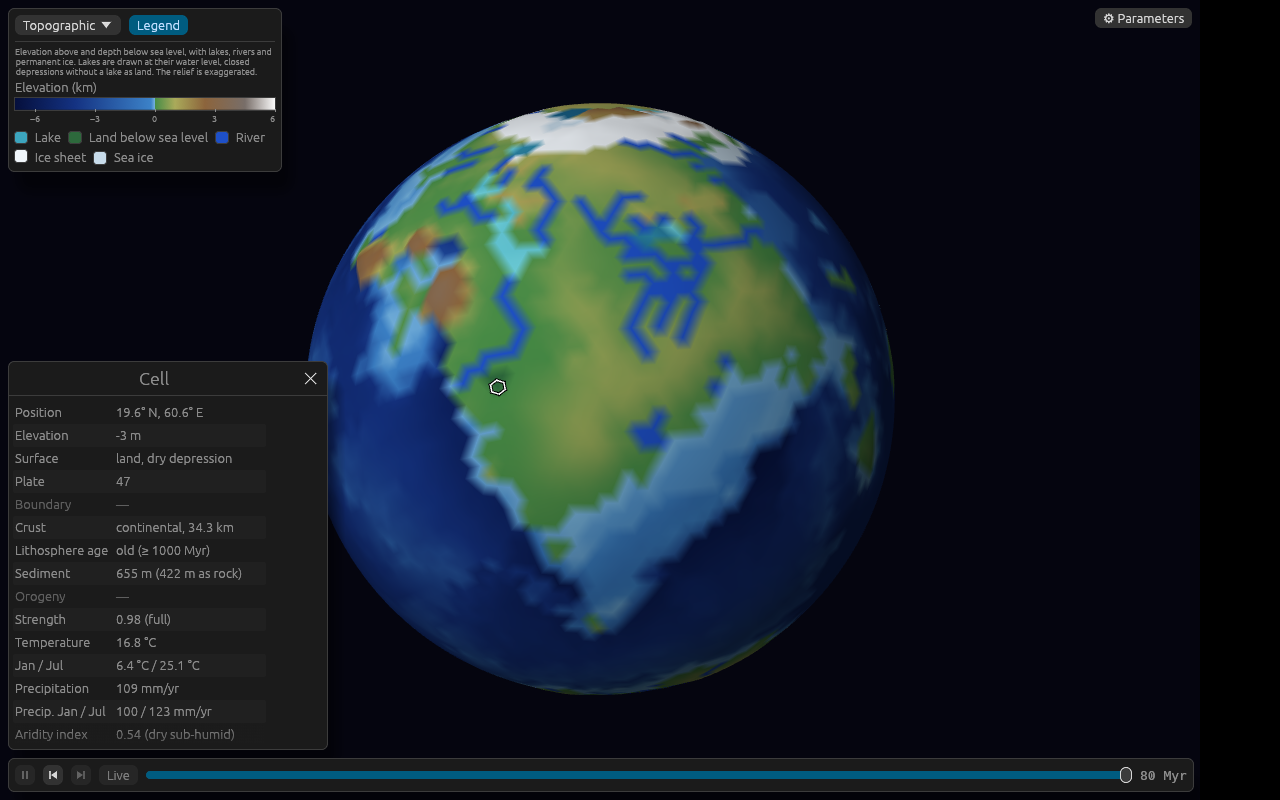 Topographic Legend
Elevation above and depth below sea level, with lakes, rivers and
permanent ice. Lakes are drawn at their water level, closed
depressions without a lake as land. The relief is exaggerated.
Elevation (km)
−6 −3 0 3 6
Lake Land below sea level River
Ice sheet Sea ice
Parameters
Cell
Position 19.6° N, 60.6° E
Elevation -3 m
Surface land, dry depression
Plate 47
Boundary —
Crust continental, 34.3 km
Lithosphere age old (≥ 1000 Myr)
Sediment 655 m (422 m as rock)
Orogeny —
Strength 0.98 (full)
Temperature 16.8 °C
Jan / Jul 6.4 °C / 25.1 °C
Precipitation 109 mm/yr
Precip. Jan / Jul 100 / 123 mm/yr
Aridity index 0.54 (dry sub-humid)
Live 80 Myr